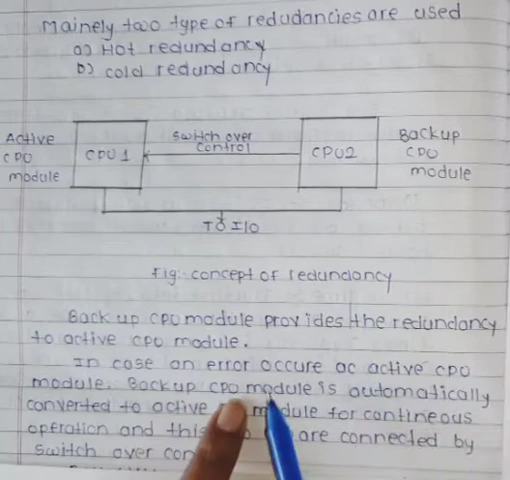 Mainely two type of redudancies are used
a) Hot redundancy
b) cold redundancy
Active
CPU
module
CPU 1
switch over
control
CPU2
Backup
CPU
module
To I/O
Fig:- concept of redundancy
Back up CPU module provides the redundancy
to active CPU module.
In case an error occure ac active CPU
module. Backup CPU module is automatically
converted to active module for contineous
operation and this are connected by
switch over